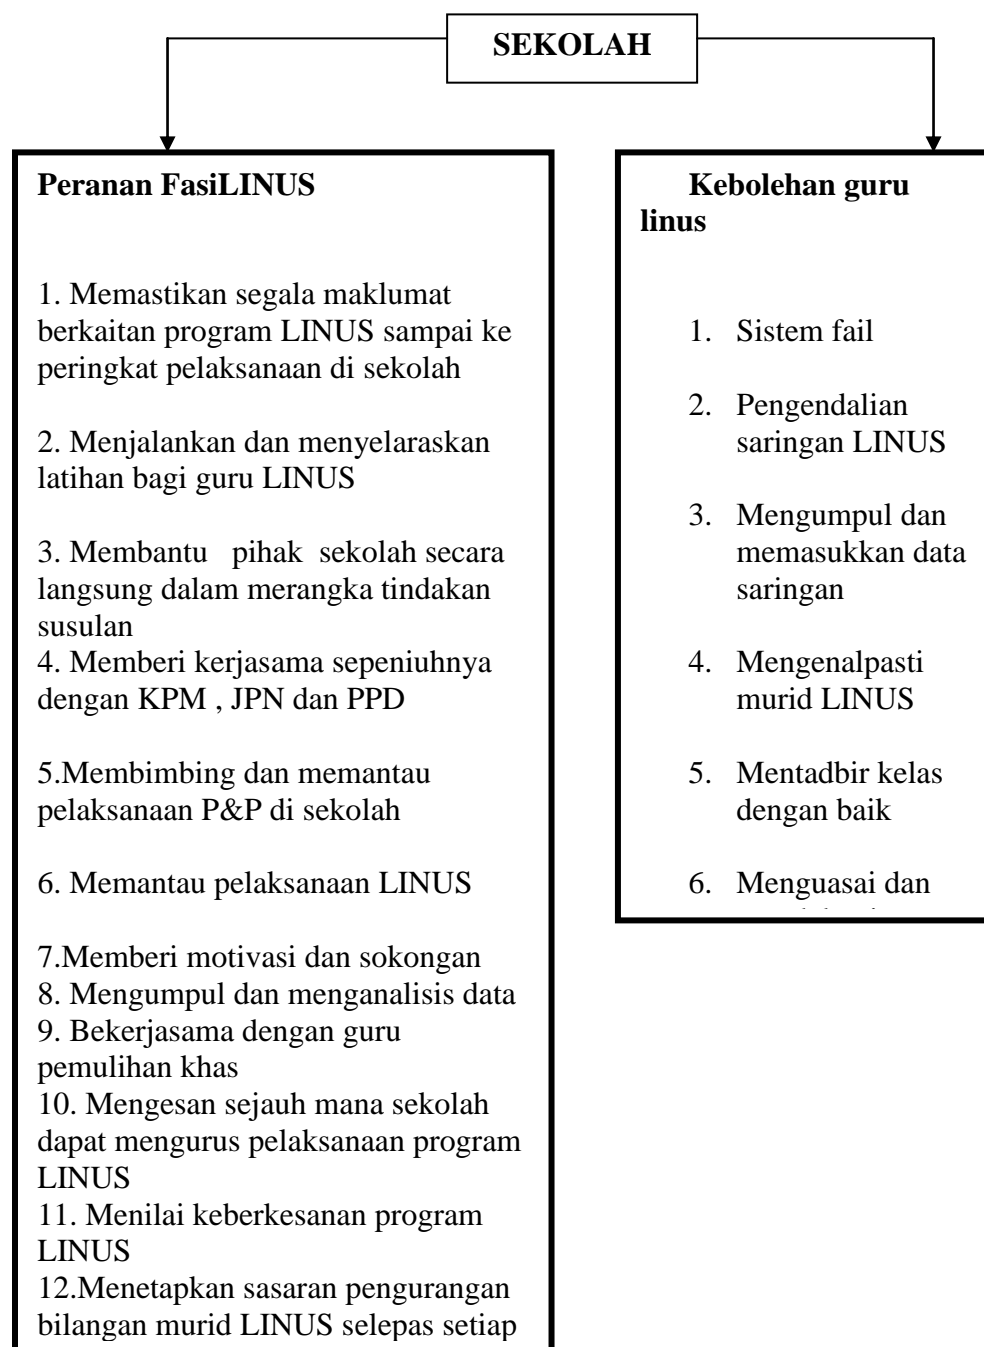 SEKOLAH
Peranan FasiLINUS
1. Memastikan segala maklumat
berkaitan program LINUS sampai ke
peringkat pelaksanaan di sekolah
2. Menjalankan dan menyelaraskan
latihan bagi guru LINUS
3. Membantu pihak sekolah secara
langsung dalam merangka tindakan
susulan
4. Memberi kerjasama sepeniuhnya
dengan KPM , JPN dan PPD
5.Membimbing dan memantau
pelaksanaan P&P di sekolah
6. Memantau pelaksanaan LINUS
7.Memberi motivasi dan sokongan
8. Mengumpul dan menganalisis data
9. Bekerjasama dengan guru
pemulihan khas
10. Mengesan sejauh mana sekolah
dapat mengurus pelaksanaan program
LINUS
11. Menilai keberkesanan program
LINUS
12.Menetapkan sasaran pengurangan
bilangan murid LINUS selepas setiap
Kebolehan guru
linus
1. Sistem fail
2. Pengendalian
saringan LINUS
3. Mengumpul dan
memasukkan data
saringan
4. Mengenalpasti
murid LINUS
5. Mentadbir kelas
dengan baik
6. Menguasai dan